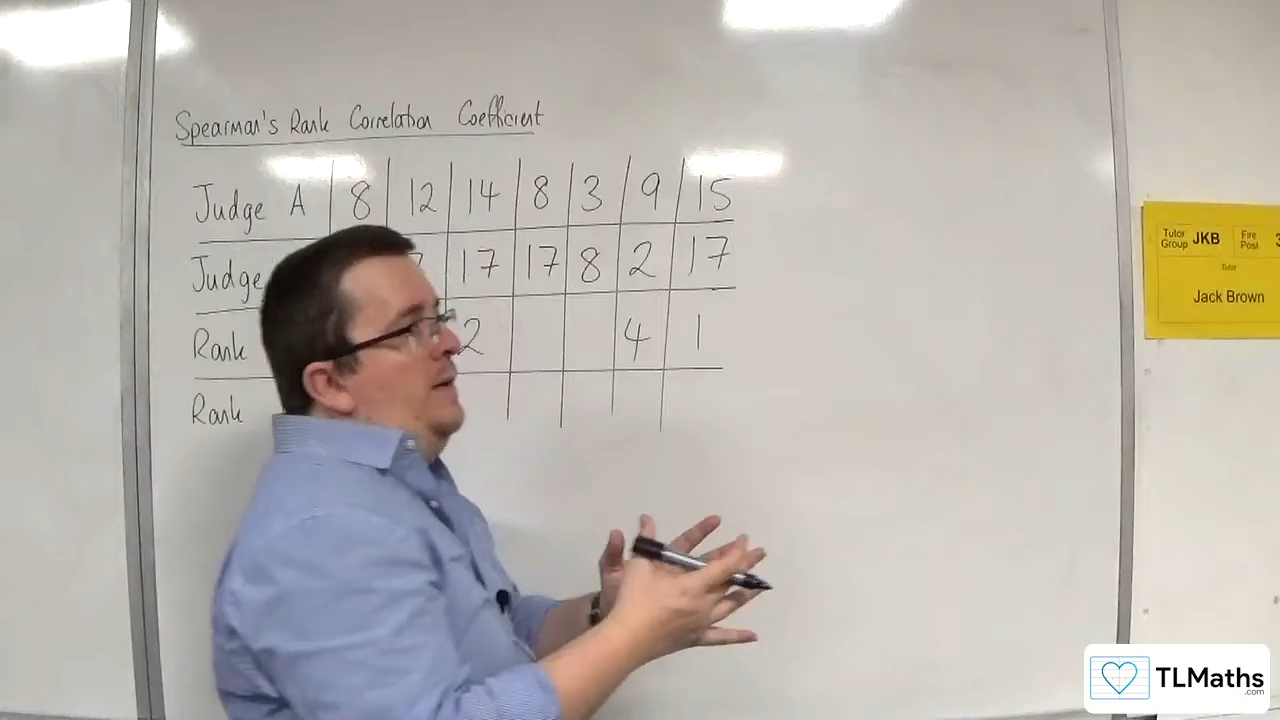 Spearman's Rank Correlation Coefficient
Judge A 8 12 14 8 3 9 15
Judge 17 17 8 2 17
Rank 2 4 1
Rank
Tutor Group JKB Fire Post
Tutor
Jack Brown
TLMaths
.com